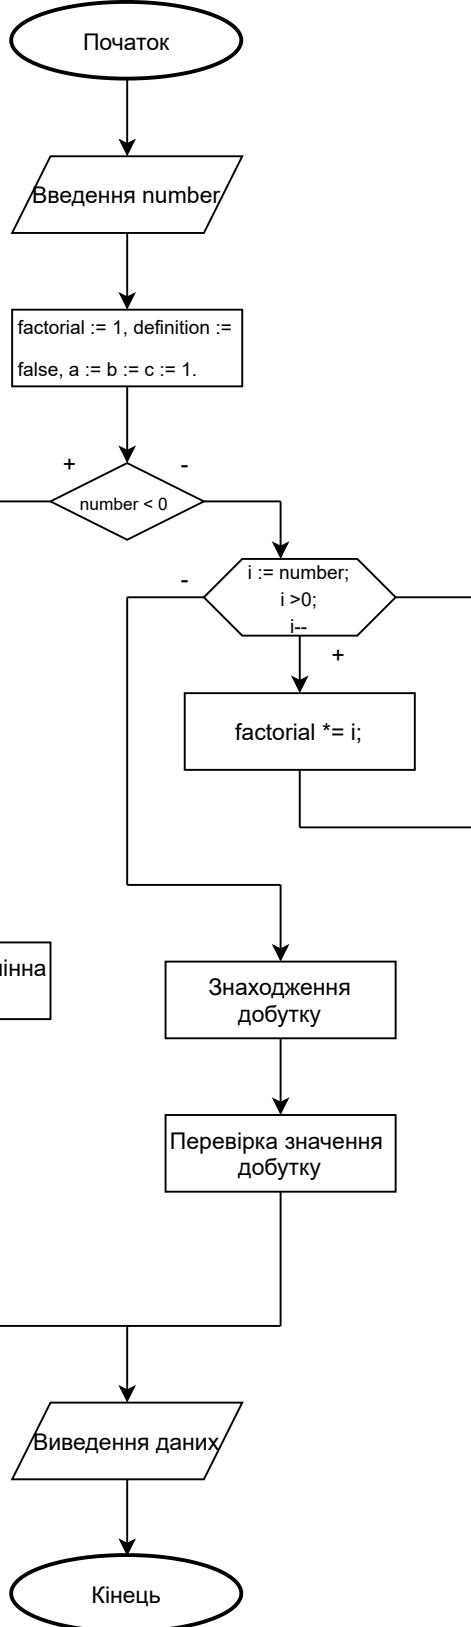 Початок
Введення number
factorial := 1, definition :=
false, a := b := c := 1.
+
-
number < 0
-
i := number;
i >0;
i--
+
factorial *= i;
Знаходження
добутку
Перевірка значення
добутку
Виведення даних
Кінець